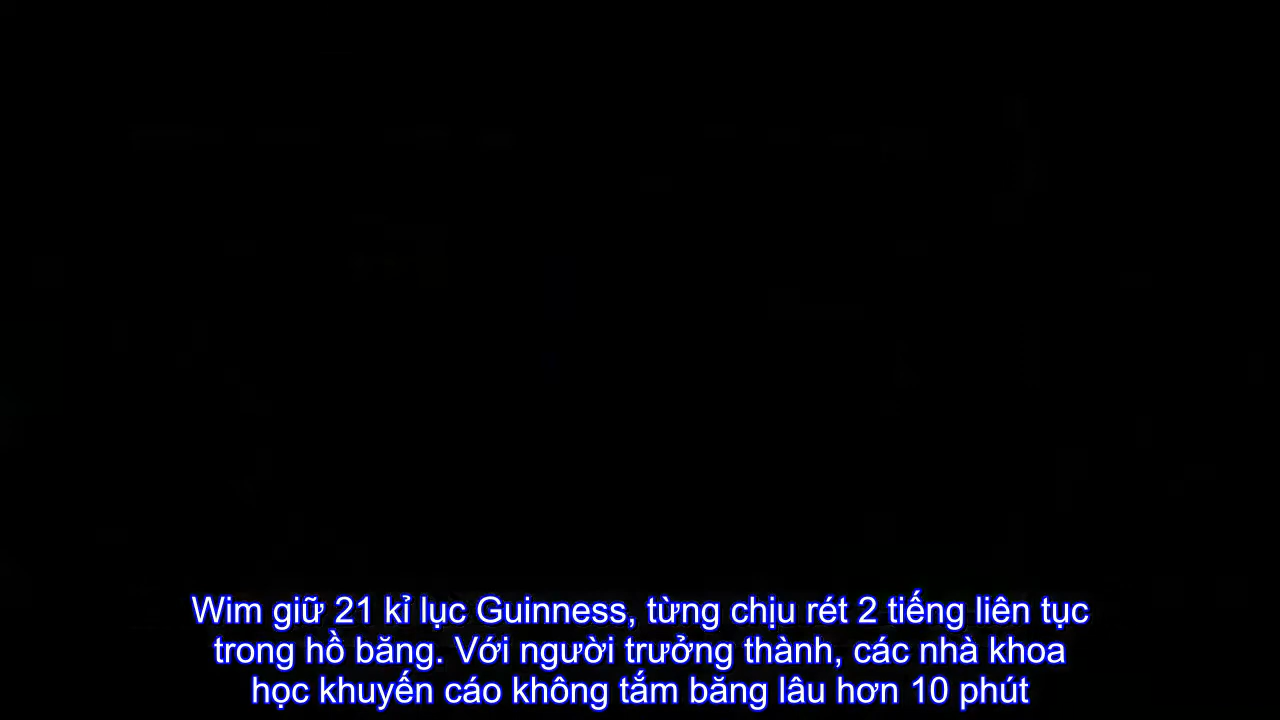 Wim giữ 21 kỉ lục Guinness, từng chịu rét 2 tiếng liên tục
trong hồ băng. Với người trưởng thành, các nhà khoa
học khuyến cáo không tắm băng lâu hơn 10 phút